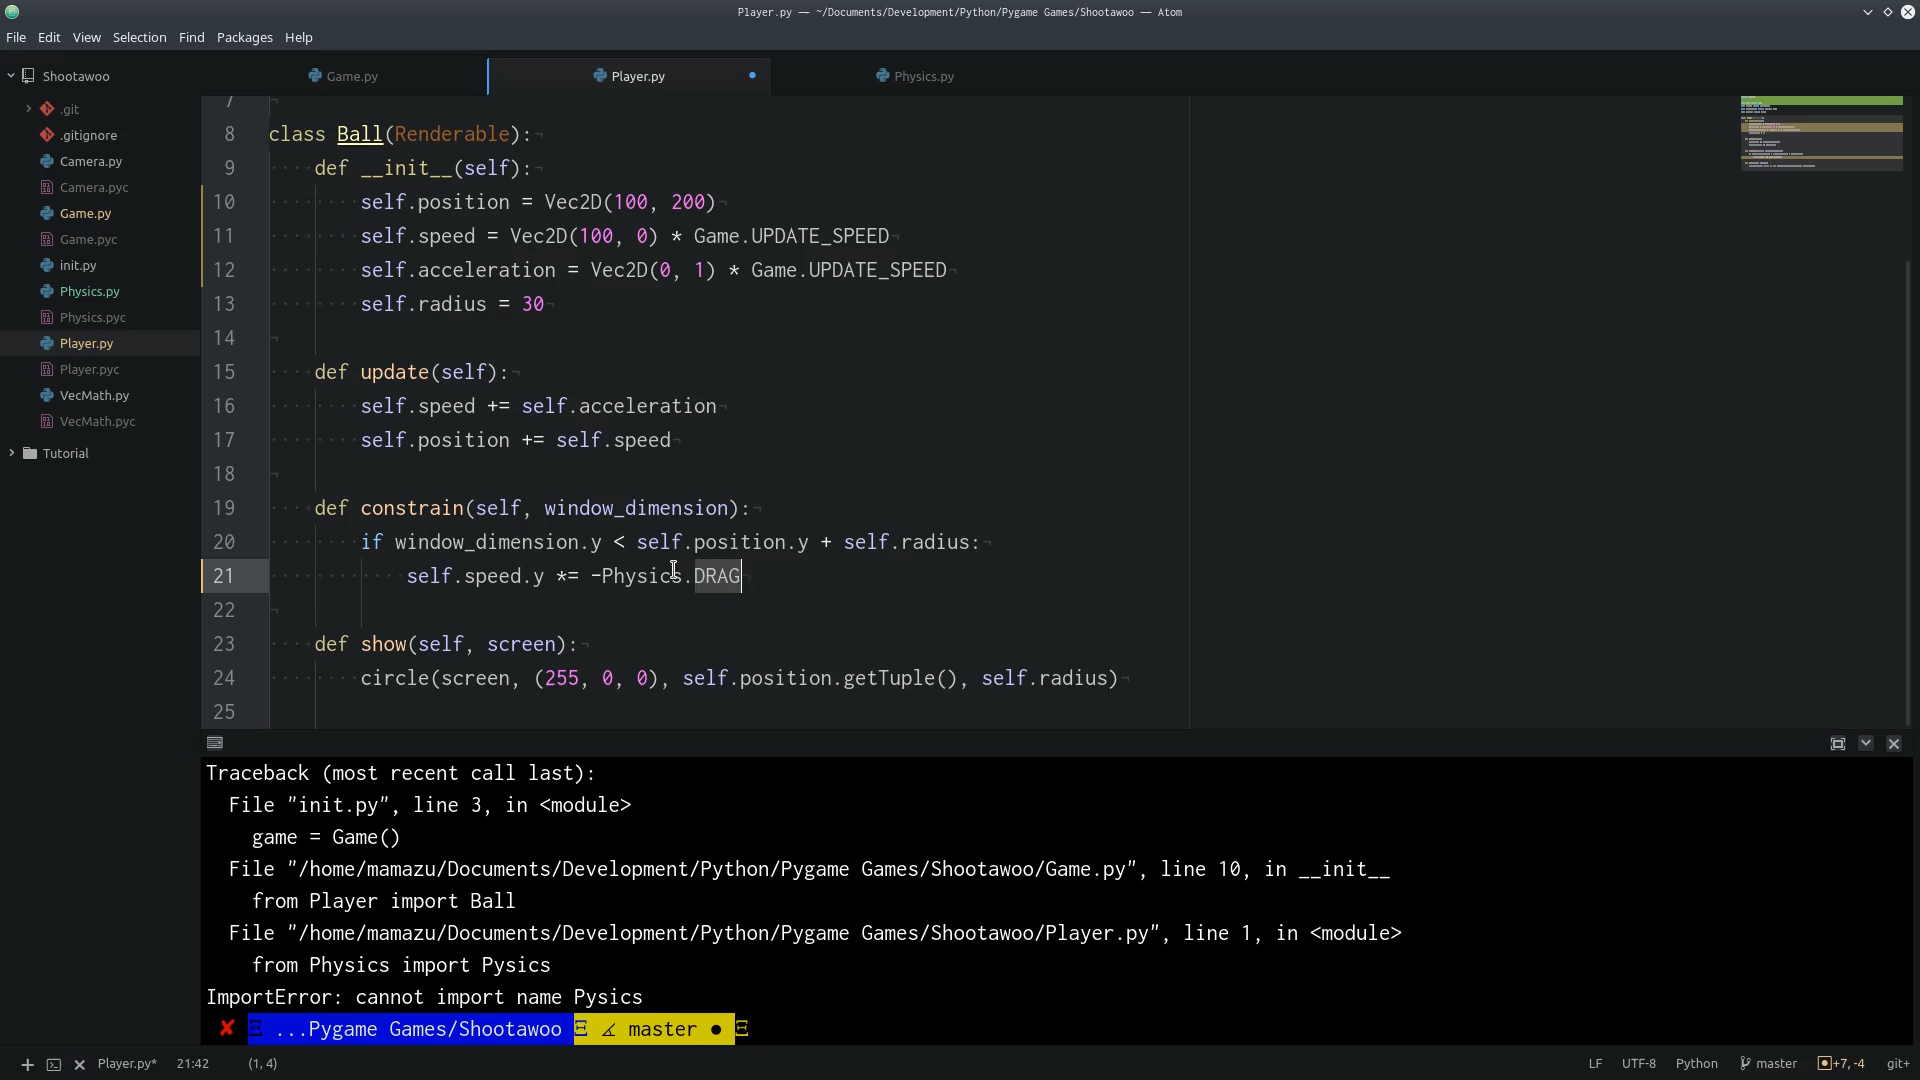 Player.py — ~/Documents/Development/Python/Pygame Games/Shootawoo — Atom
File Edit View Selection Find Packages Help
Shootawoo
.git
.gitignore
Camera.py
Camera.pyc
Game.py
Game.pyc
init.py
Physics.py
Physics.pyc
Player.py
Player.pyc
VecMath.py
VecMath.pyc
Tutorial
Game.py Player.py Physics.py
7
8 class Ball(Renderable):
9 def __init__(self):
10 self.position = Vec2D(100, 200)
11 self.speed = Vec2D(100, 0) * Game.UPDATE_SPEED
12 self.acceleration = Vec2D(0, 1) * Game.UPDATE_SPEED
13 self.radius = 30
14
15 def update(self):
16 self.speed += self.acceleration
17 self.position += self.speed
18
19 def constrain(self, window_dimension):
20 if window_dimension.y < self.position.y + self.radius:
21 self.speed.y *= -Physics.DRAG
22
23 def show(self, screen):
24 circle(screen, (255, 0, 0), self.position.getTuple(), self.radius)
25
Traceback (most recent call last):
File "init.py", line 3, in <module>
game = Game()
File "/home/mamazu/Documents/Development/Python/Pygame Games/Shootawoo/Game.py", line 10, in __init__
from Player import Ball
File "/home/mamazu/Documents/Development/Python/Pygame Games/Shootawoo/Player.py", line 1, in <module>
from Physics import Pysics
ImportError: cannot import name Pysics
✘ ...Pygame Games/Shootawoo master ●
Player.py* 21:42 (1, 4) LF UTF-8 Python master +7, -4 git+